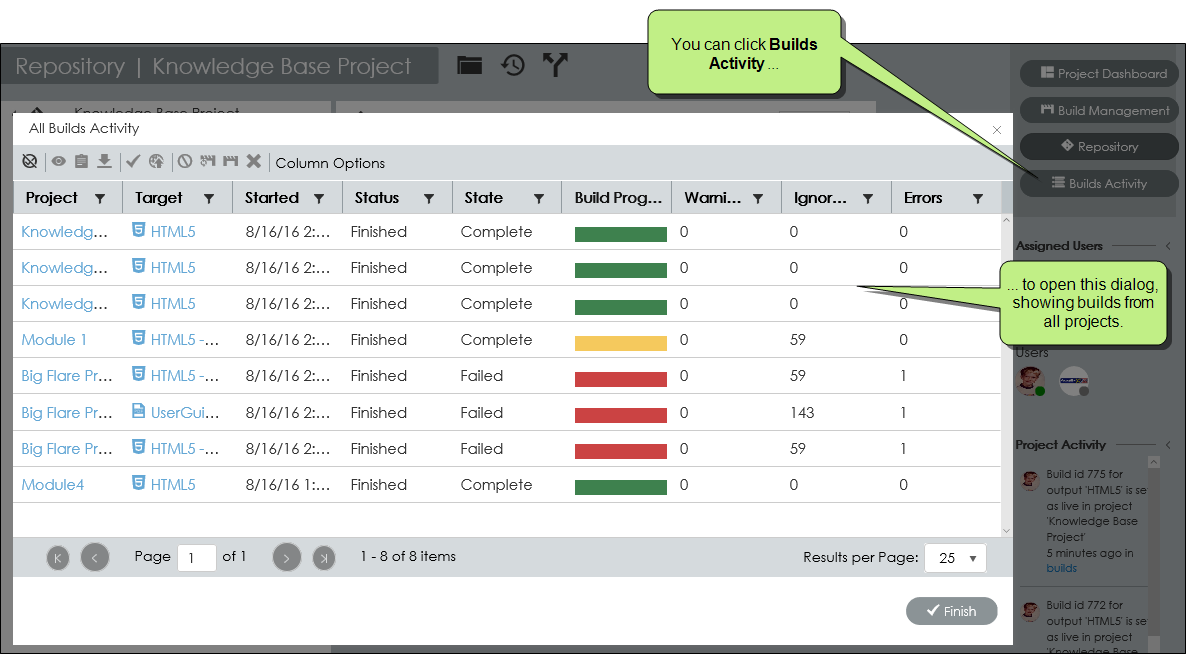 You can click Builds
Activity ...
Repository | Knowledge Base Project
Project Dashboard
Build Management
Repository
Builds Activity
Knowledge Base Project
All Builds Activity
Column Options
Project Target Started Status State Build Prog... Warni... Ignor... Errors
Knowledg... HTML5 8/16/16 2:... Finished Complete 0 0 0
Knowledg... HTML5 8/16/16 2:... Finished Complete 0 0 0
Knowledg... HTML5 8/16/16 2:... Finished Complete 0 0 0
Module 1 HTML5 -... 8/16/16 2:... Finished Complete 0 59 0
Big Flare Pr... HTML5 -... 8/16/16 2:... Finished Failed 0 59 1
Big Flare Pr... UserGui... 8/16/16 2:... Finished Failed 0 143 1
Big Flare Pr... HTML5 -... 8/16/16 2:... Finished Failed 0 59 1
Module4 HTML5 8/16/16 1:... Finished Complete 0 0 0
Page 1 of 1 1 - 8 of 8 items Results per Page: 25
Finish
Assigned Users
... to open this dialog,
showing builds from
all projects.
Users
Project Activity
Build id 775 for
output 'HTML5' is se
as live in project
'Knowledge Base
Project'
5 minutes ago in
builds
Build id 772 for
output 'HTML5' is se
as live in project
'Knowledge Base